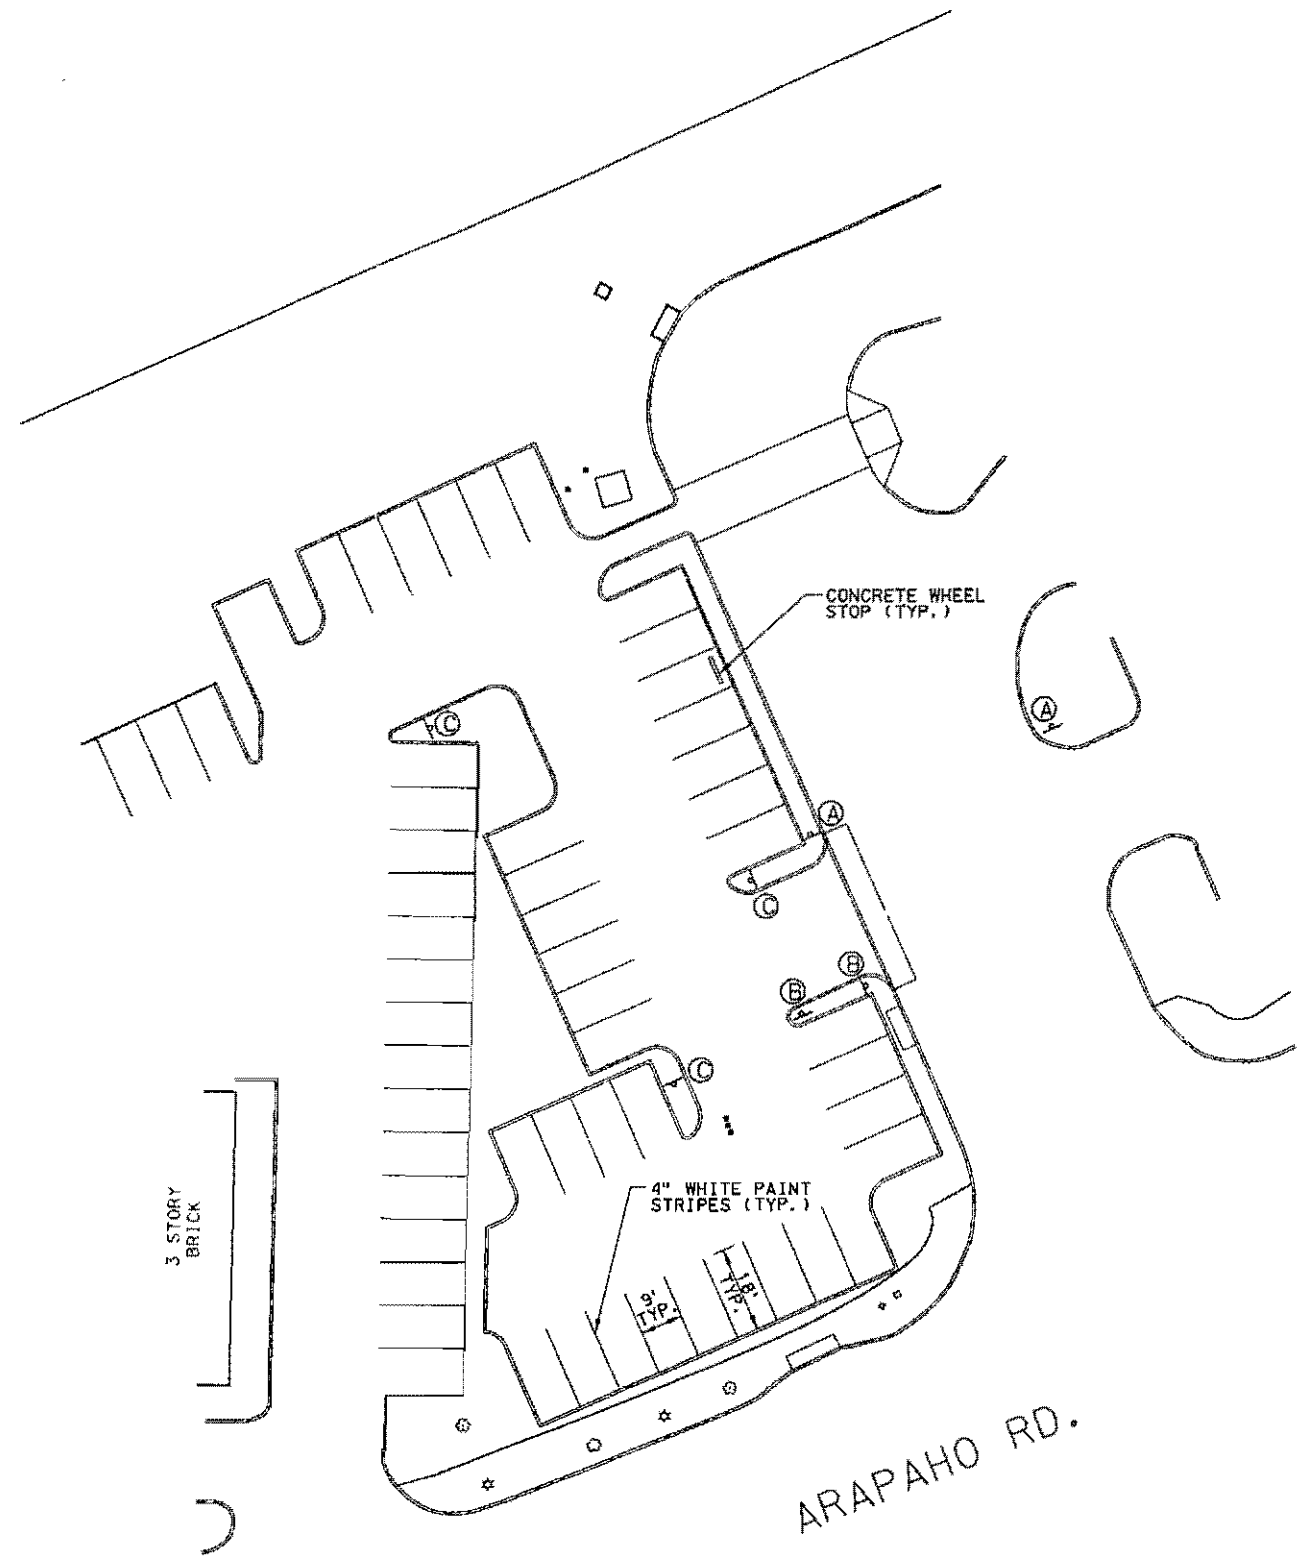 CONCRETE WHEEL
STOP (TYP.)
C
A
A
C
B
B
C
4" WHITE PAINT
STRIPES (TYP.)
3 STORY
BRICK
9'
TYP.
18'
TYP.
ARAPAHO RD.